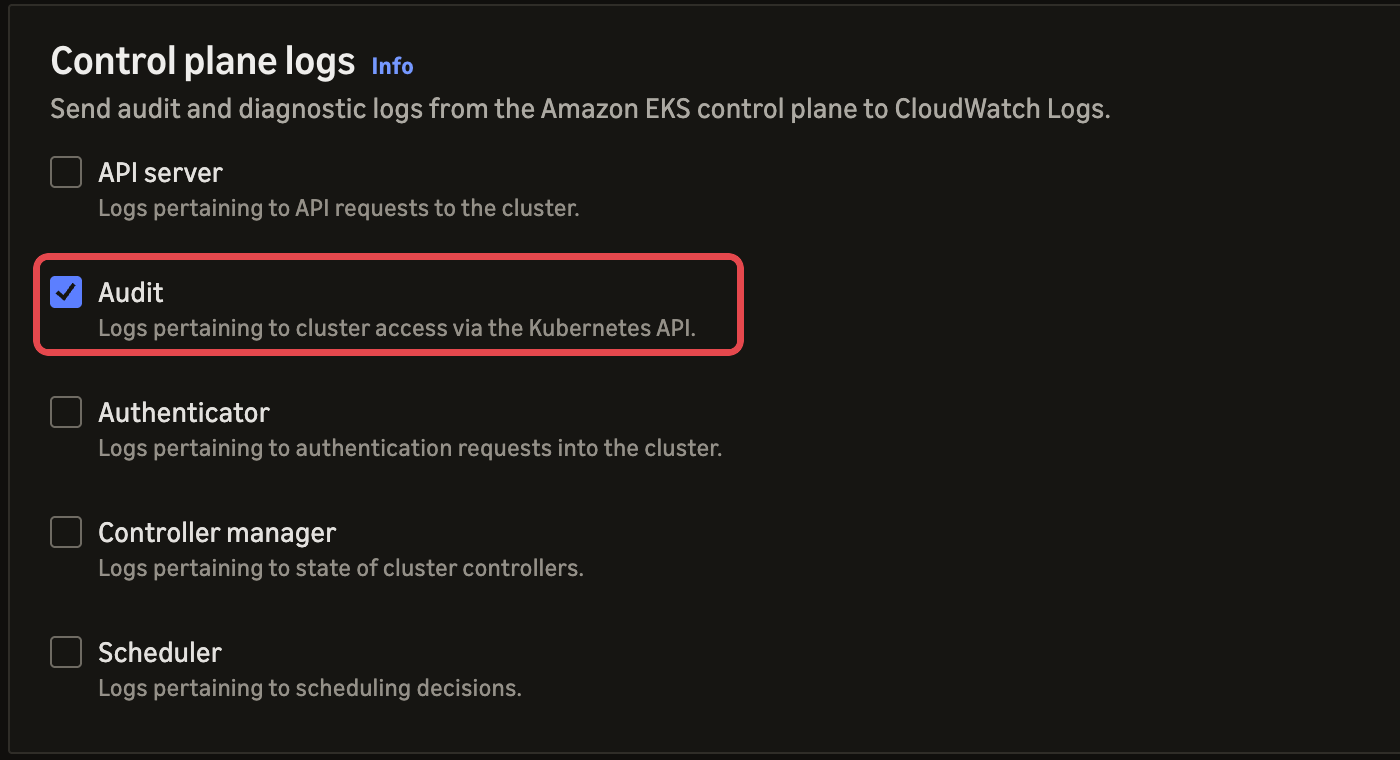 Control plane logs Info
Send audit and diagnostic logs from the Amazon EKS control plane to CloudWatch Logs.
API server
Logs pertaining to API requests to the cluster.
Audit
Logs pertaining to cluster access via the Kubernetes API.
Authenticator
Logs pertaining to authentication requests into the cluster.
Controller manager
Logs pertaining to state of cluster controllers.
Scheduler
Logs pertaining to scheduling decisions.